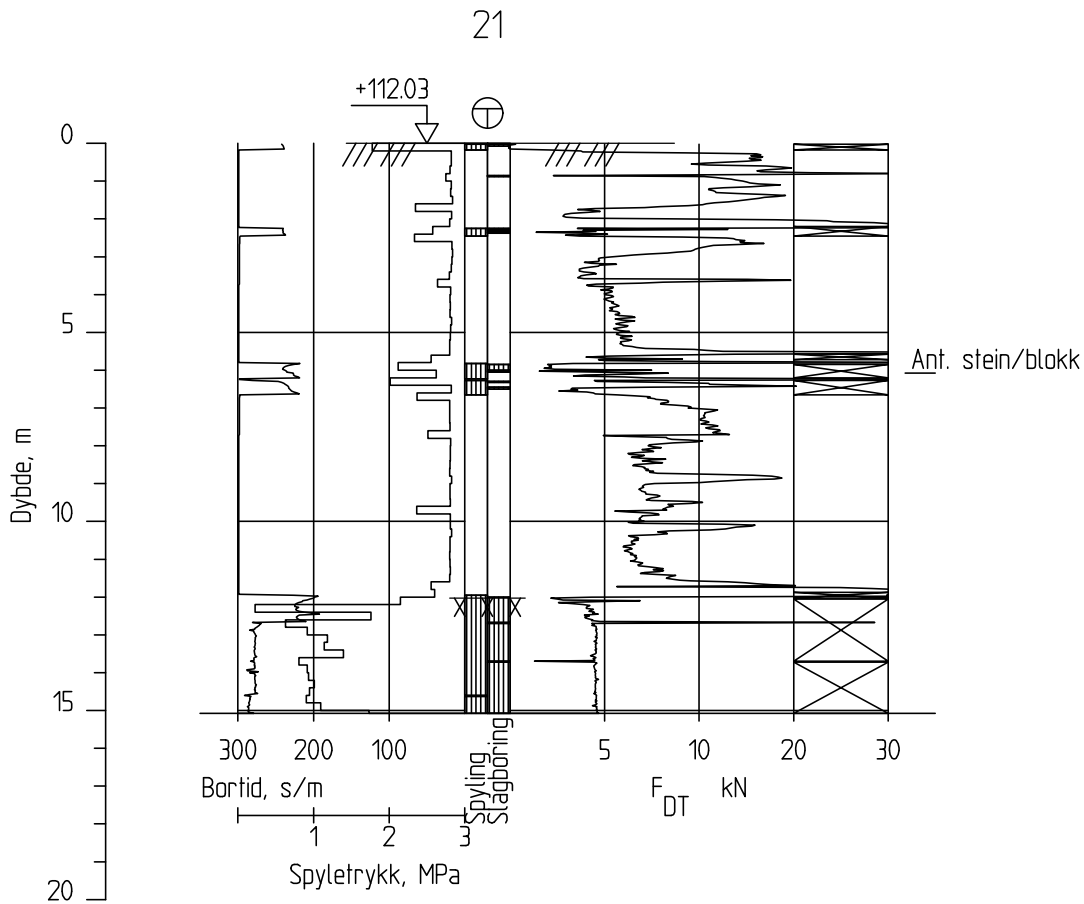 21
+112.03
0
5
10
15
20
Dybde, m
Ant. stein/blokk
300 200 100
5 10 20 30
Bortid, s/m
Spyling
Slagboring
F DT kN
1 2 3
Spyletrykk, MPa